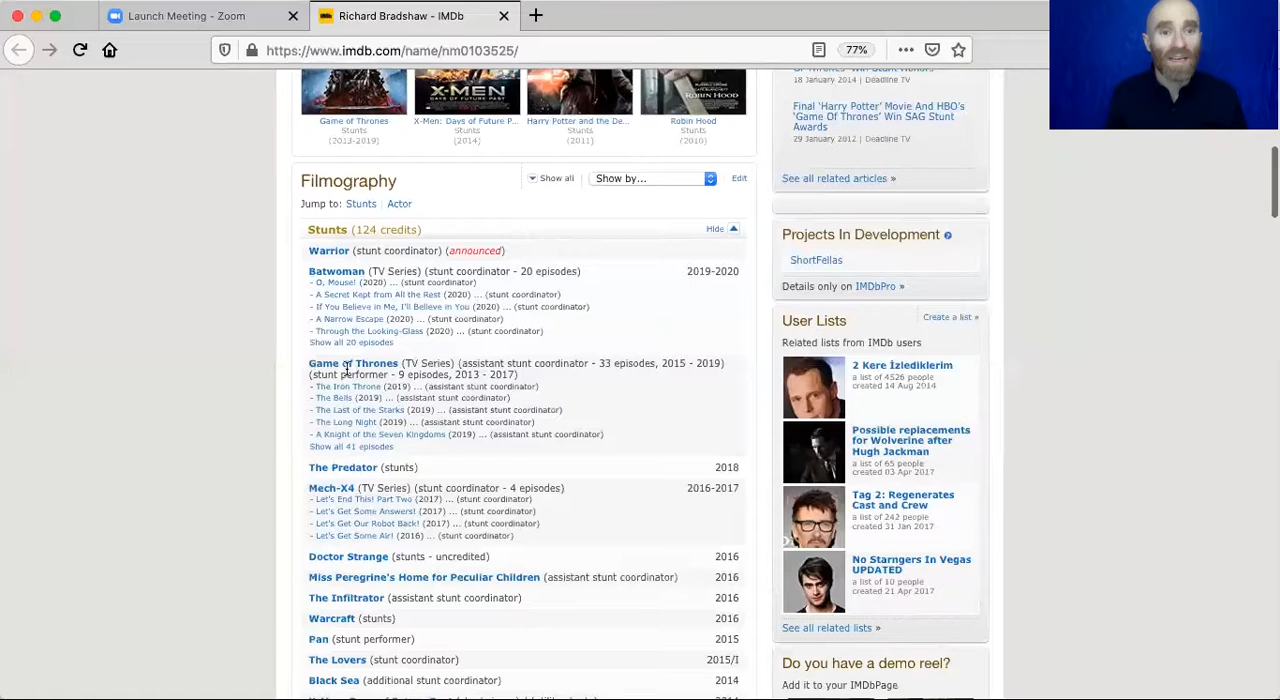 Launch Meeting - Zoom
Richard Bradshaw - IMDb
https://www.imdb.com/name/nm0103525/
77%
X-MEN
DAYS OF FUTURE PAST
ROBIN HOOD
Game of Thrones
Stunts
(2013-2019)
X-Men: Days of Future P...
Stunts
(2014)
Harry Potter and the De...
Stunts
(2011)
Robin Hood
Stunts
(2010)
Filmography
Show all
Show by...
Edit
Jump to: Stunts | Actor
Stunts (124 credits)
Hide
Warrior (stunt coordinator) (announced)
Batwoman (TV Series) (stunt coordinator - 20 episodes) 2019-2020
- O, Mouse! (2020) ... (stunt coordinator)
- A Secret Kept from All the Rest (2020) ... (stunt coordinator)
- If You Believe in Me, I'll Believe in You (2020) ... (stunt coordinator)
- A Narrow Escape (2020) ... (stunt coordinator)
- Through the Looking-Glass (2020) ... (stunt coordinator)
Show all 20 episodes
Game of Thrones (TV Series) (assistant stunt coordinator - 33 episodes, 2015 - 2019)
(stunt performer - 9 episodes, 2013 - 2017)
- The Iron Throne (2019) ... (assistant stunt coordinator)
- The Bells (2019) ... (assistant stunt coordinator)
- The Last of the Starks (2019) ... (assistant stunt coordinator)
- The Long Night (2019) ... (assistant stunt coordinator)
- A Knight of the Seven Kingdoms (2019) ... (assistant stunt coordinator)
Show all 41 episodes
The Predator (stunts) 2018
Mech-X4 (TV Series) (stunt coordinator - 4 episodes) 2016-2017
- Let's End This! Part Two (2017) ... (stunt coordinator)
- Let's Get Some Answers! (2017) ... (stunt coordinator)
- Let's Get Our Robot Back! (2017) ... (stunt coordinator)
- Let's Get Some Air! (2016) ... (stunt coordinator)
Doctor Strange (stunts - uncredited) 2016
Miss Peregrine's Home for Peculiar Children (assistant stunt coordinator) 2016
The Infiltrator (assistant stunt coordinator) 2016
Warcraft (stunts) 2016
Pan (stunt performer) 2015
The Lovers (stunt coordinator) 2015/I
Black Sea (additional stunt coordinator) 2014
18 January 2014 | Deadline TV
Final 'Harry Potter' Movie And HBO's
'Game Of Thrones' Win SAG Stunt
Awards
29 January 2012 | Deadline TV
See all related articles »
Projects In Development
ShortFellas
Details only on IMDbPro »
User Lists
Create a list »
Related lists from IMDb users
2 Kere İzlediklerim
a list of 4526 people
created 14 Aug 2014
Possible replacements
for Wolverine after
Hugh Jackman
a list of 65 people
created 03 Apr 2017
Tag 2: Regenerates
Cast and Crew
a list of 242 people
created 31 Jan 2017
No Starngers In Vegas
UPDATED
a list of 10 people
created 21 Apr 2017
See all related lists »
Do you have a demo reel?
Add it to your IMDbPage